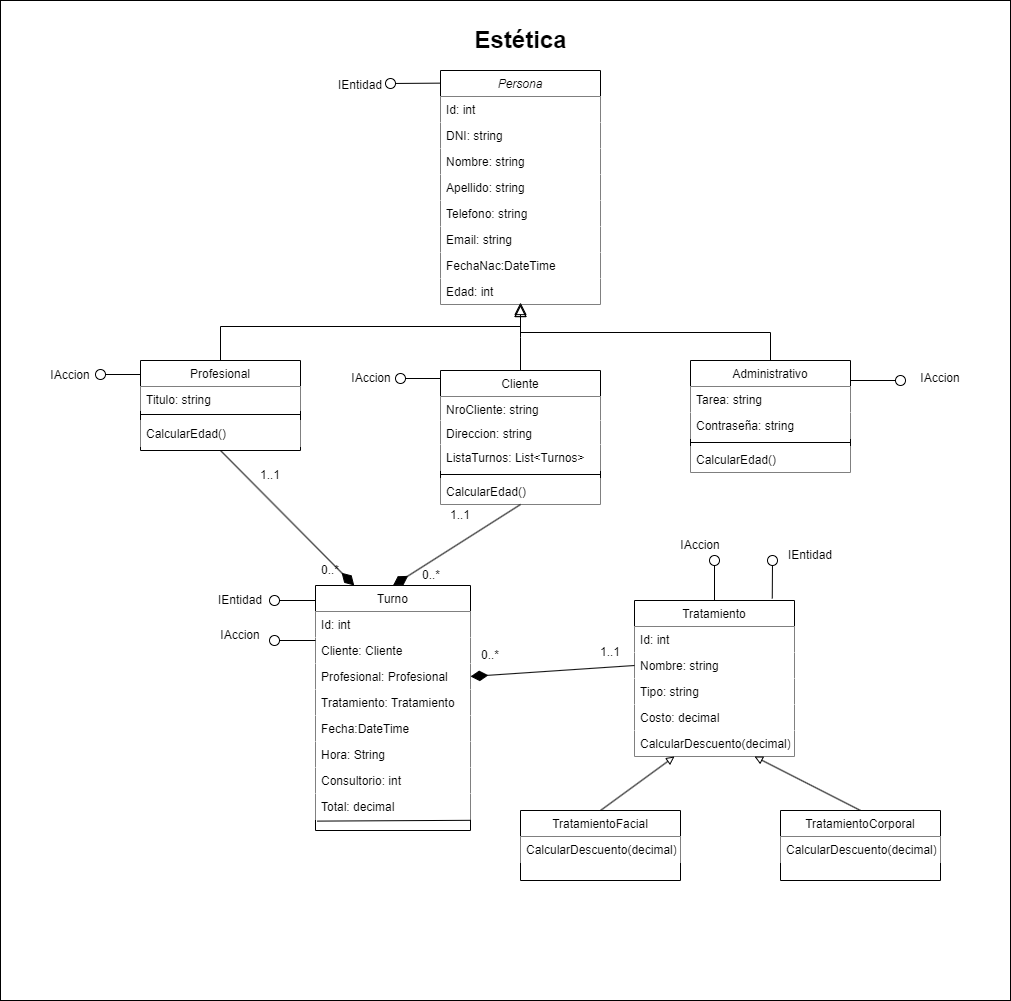 Estética
IEntidad
Persona
Id: int
DNI: string
Nombre: string
Apellido: string
Telefono: string
Email: string
FechaNac:DateTime
Edad: int
IAccion
Profesional
Titulo: string
CalcularEdad()
IAccion
Cliente
NroCliente: string
Direccion: string
ListaTurnos: List<Turnos>
CalcularEdad()
Administrativo
IAccion
Tarea: string
Contraseña: string
CalcularEdad()
1..1
1..1
0..*
0..*
IEntidad
IAccion
Turno
Id: int
Cliente: Cliente
Profesional: Profesional
Tratamiento: Tratamiento
Fecha:DateTime
Hora: String
Consultorio: int
Total: decimal
0..*
1..1
IAccion
IEntidad
Tratamiento
Id: int
Nombre: string
Tipo: string
Costo: decimal
CalcularDescuento(decimal)
TratamientoFacial
CalcularDescuento(decimal)
TratamientoCorporal
CalcularDescuento(decimal)